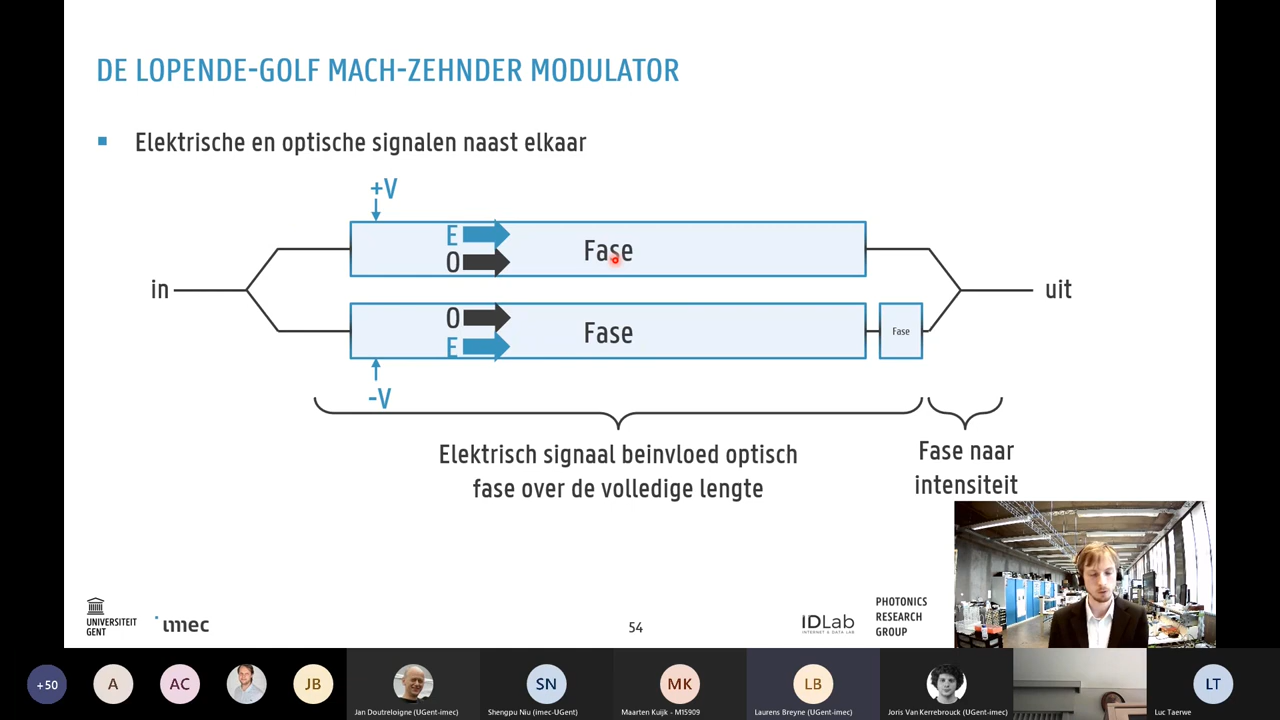 DE LOPENDE-GOLF MACH-ZEHNDER MODULATOR
Elektrische en optische signalen naast elkaar
+V
E
O
Fase
in
uit
O
E
Fase
Fase
-V
Elektrisch signaal beinvloed optisch
fase over de volledige lengte
Fase naar
intensiteit
UNIVERSITEIT
GENT
imec
54
IDLab
INTERNET & DATA LAB
PHOTONICS
RESEARCH
GROUP
+50
A
AC
JB
Jan Doutreloigne (UGent-imec)
SN
Shengpu Niu (imec-UGent)
MK
Maarten Kuijk - M15909
LB
Laurens Breyne (UGent-imec)
Joris Van Kerrebrouck (UGent-imec)
LT
Luc Taerwe